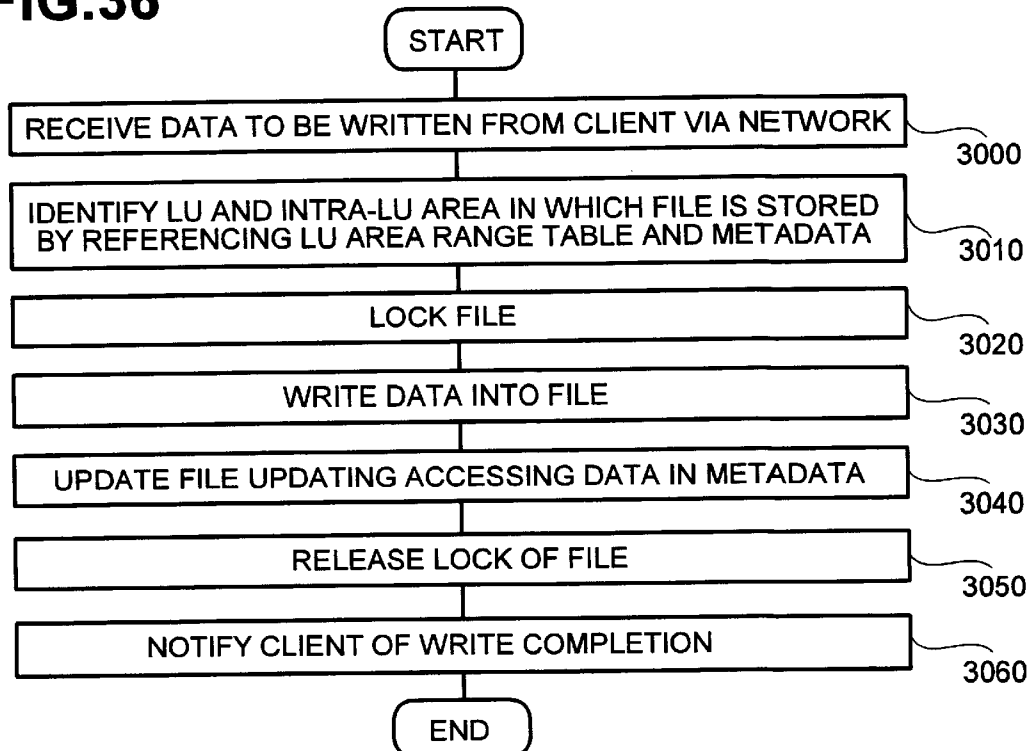 FIG.36
START
RECEIVE DATA TO BE WRITTEN FROM CLIENT VIA NETWORK
3000
IDENTIFY LU AND INTRA-LU AREA IN WHICH FILE IS STORED
BY REFERENCING LU AREA RANGE TABLE AND METADATA
3010
LOCK FILE
3020
WRITE DATA INTO FILE
3030
UPDATE FILE UPDATING ACCESSING DATA IN METADATA
3040
RELEASE LOCK OF FILE
3050
NOTIFY CLIENT OF WRITE COMPLETION
3060
END